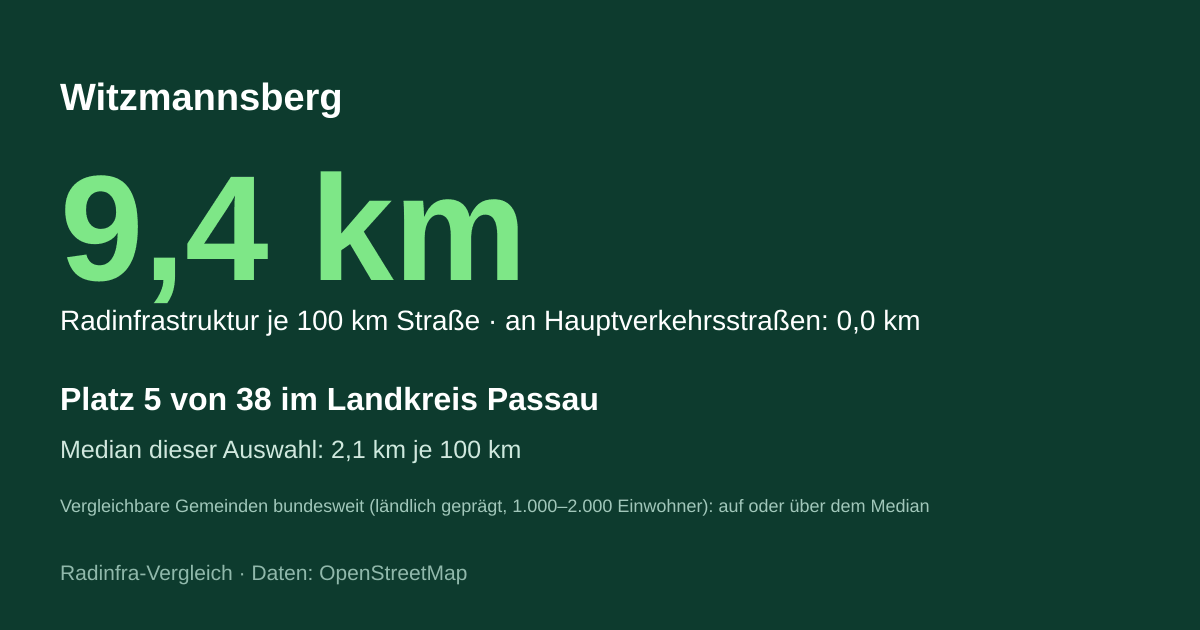 Witzmannsberg
9,4 km
Radinfrastruktur je 100 km Straße · an Hauptverkehrsstraßen: 0,0 km
Platz 5 von 38 im Landkreis Passau
Median dieser Auswahl: 2,1 km je 100 km
Vergleichbare Gemeinden bundesweit (ländlich geprägt, 1.000–2.000 Einwohner): auf oder über dem Median
Radinfra-Vergleich · Daten: OpenStreetMap